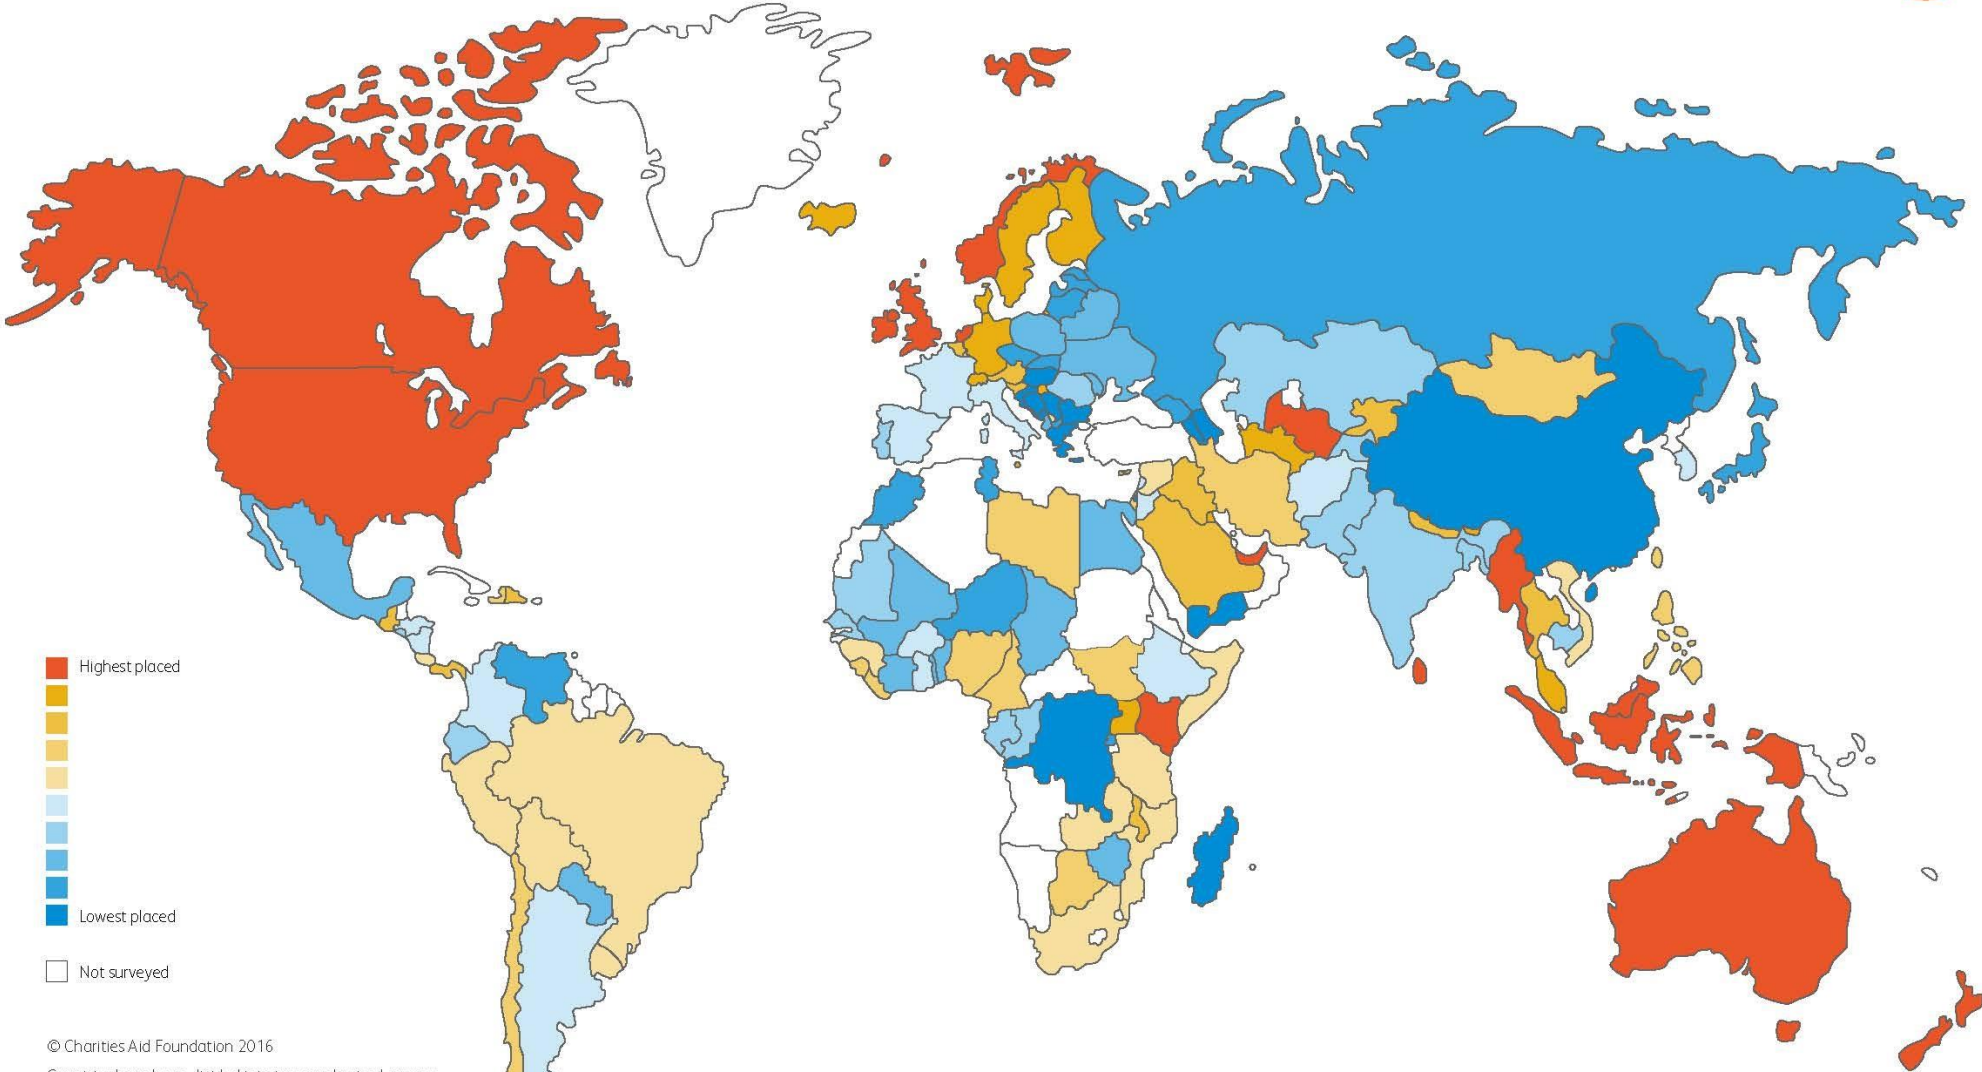 Highest placed
Lowest placed
Not surveyed
© Charities Aid Foundation 2016